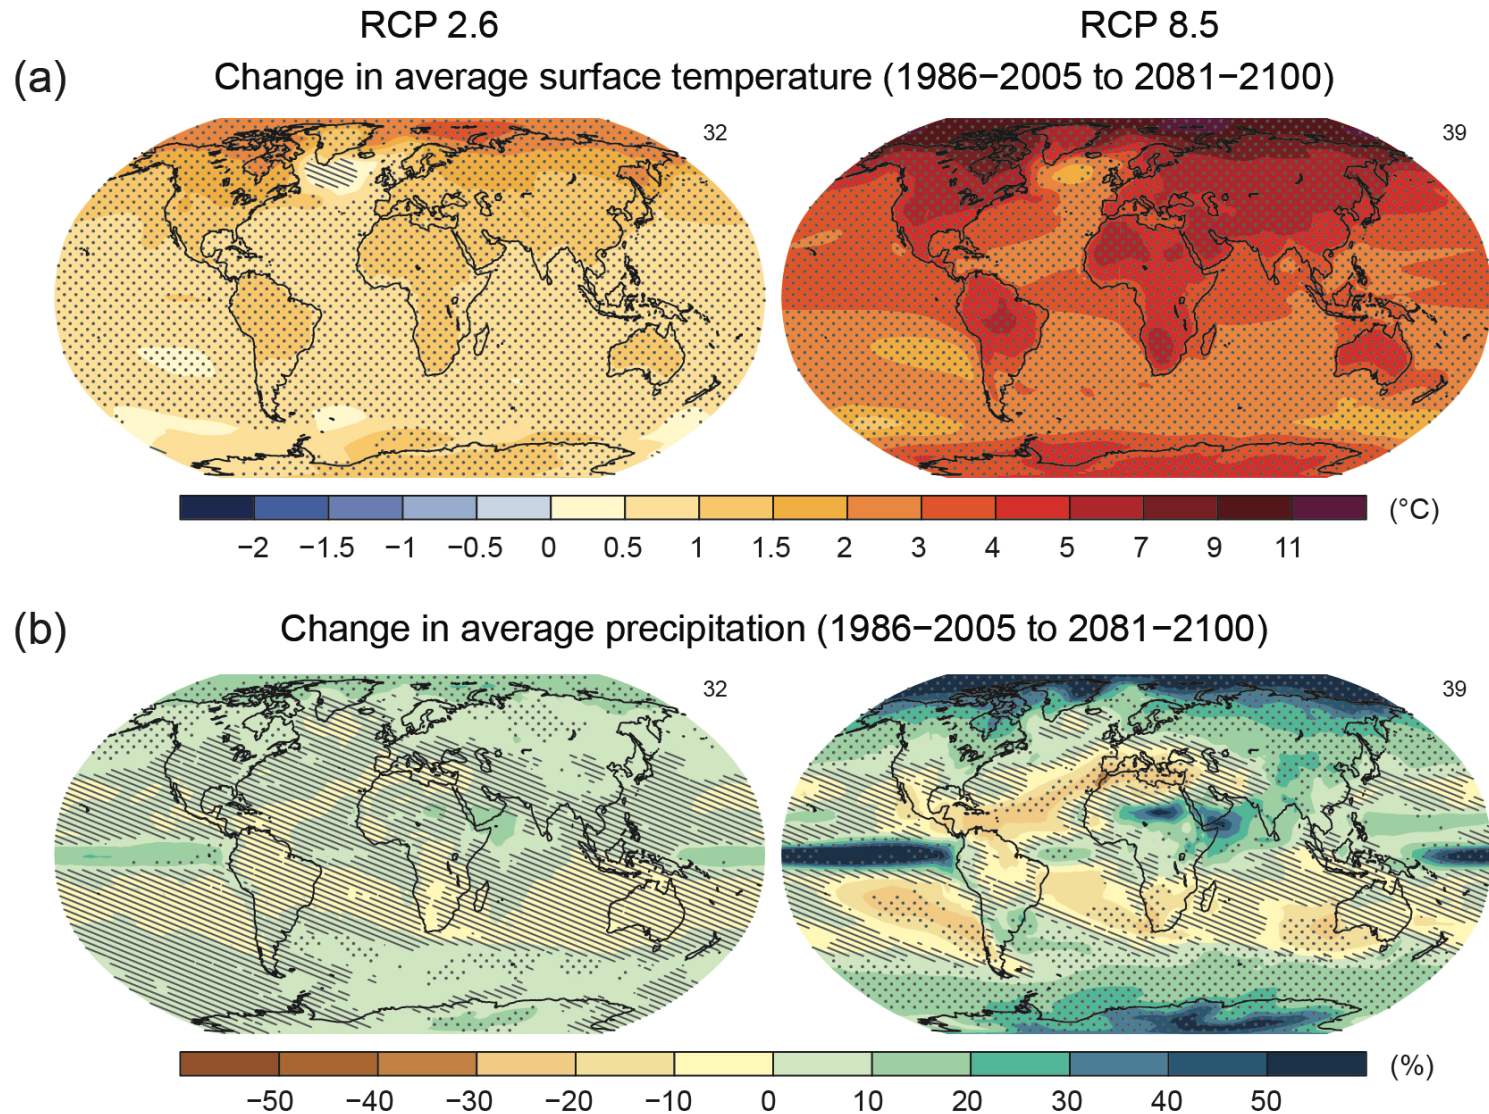 RCP 2.6 RCP 8.5
(a) Change in average surface temperature (1986−2005 to 2081−2100)
32 39
−2 −1.5 −1 −0.5 0 0.5 1 1.5 2 3 4 5 7 9 11 (°C)
(b) Change in average precipitation (1986−2005 to 2081−2100)
32 39
−50 −40 −30 −20 −10 0 10 20 30 40 50 (%)